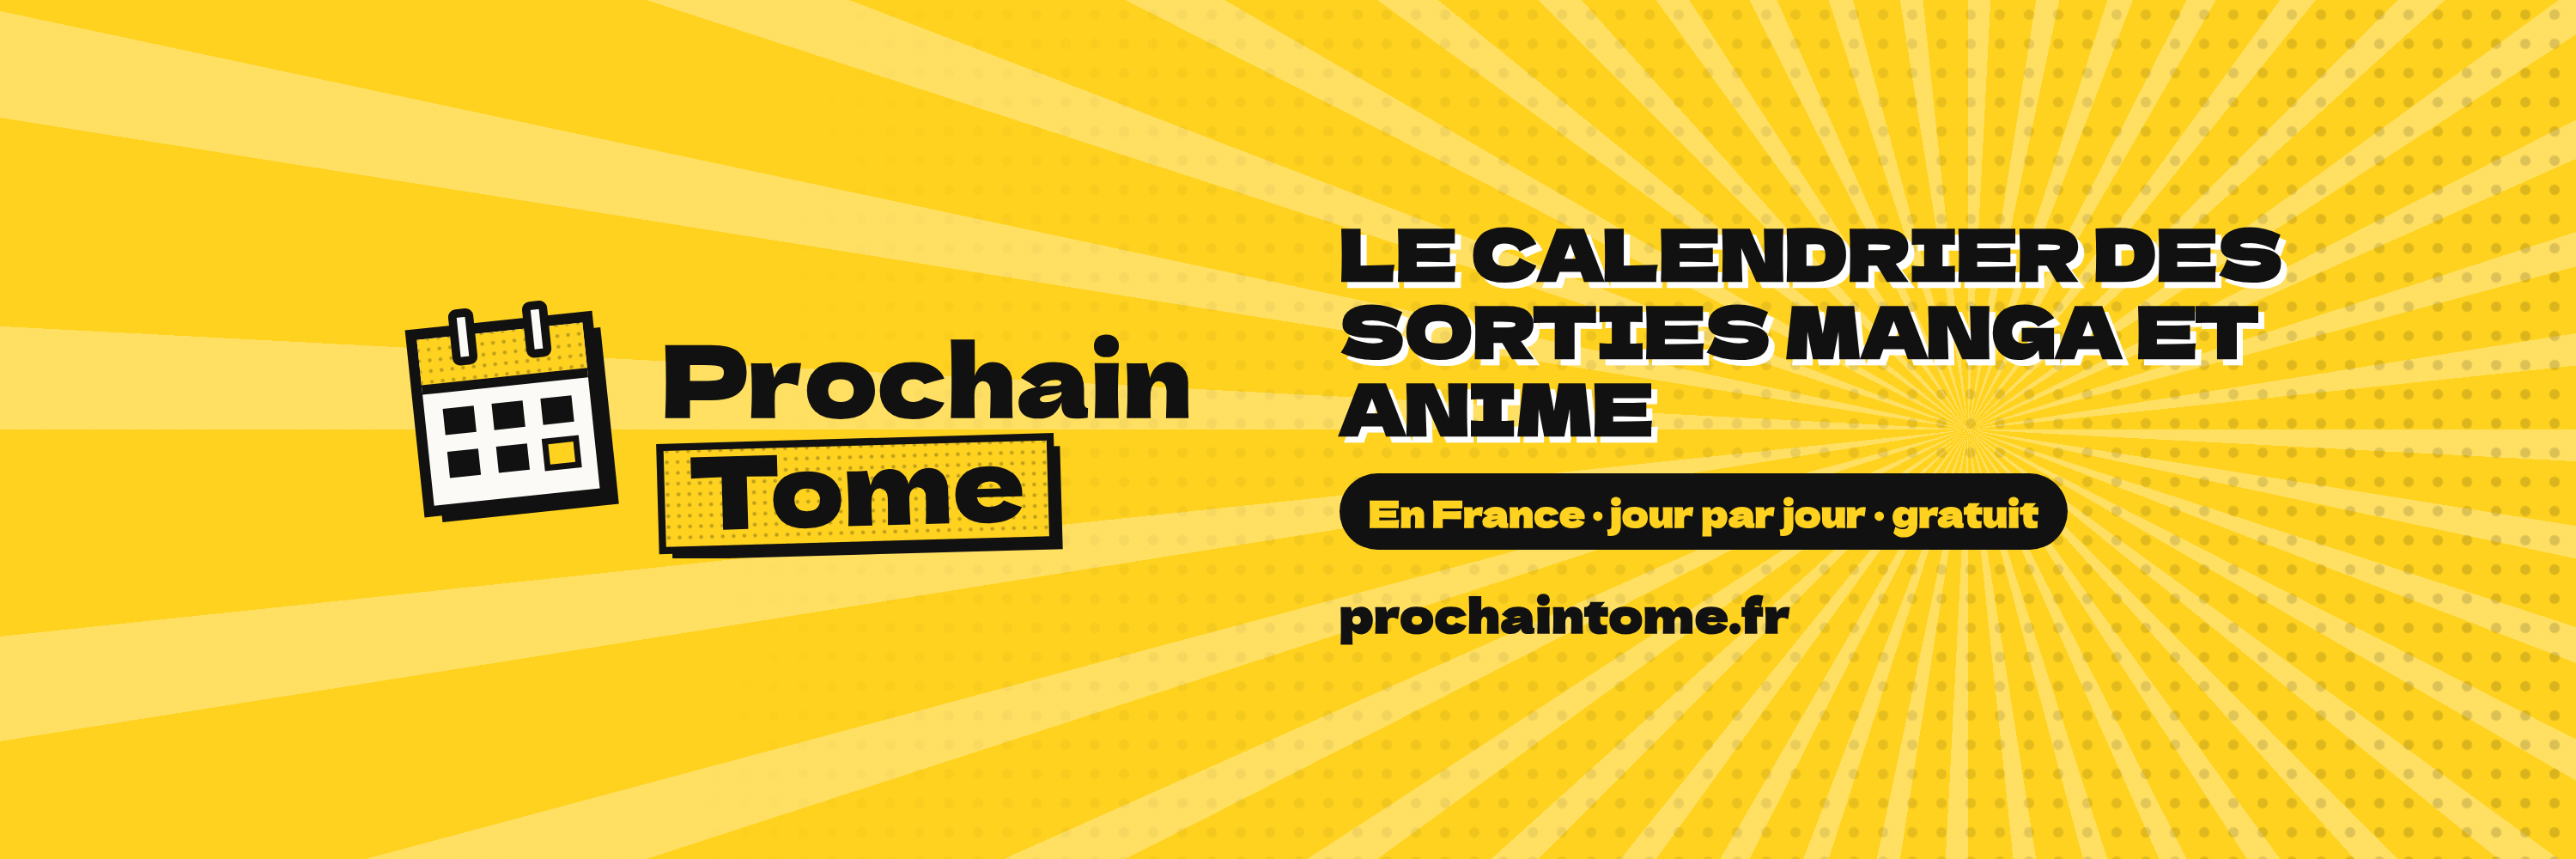 Prochain
Tome
LE CALENDRIER DES
SORTIES MANGA ET
ANIME
En France · jour par jour · gratuit
prochaintome.fr